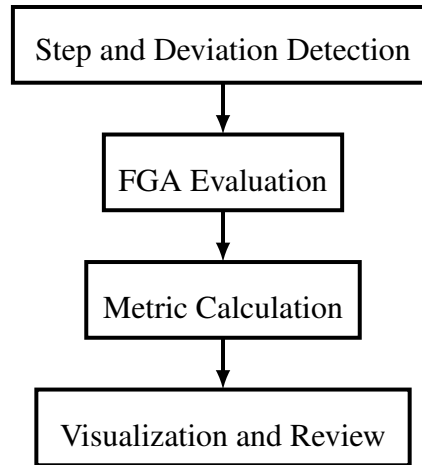 Step and Deviation Detection
FGA Evaluation
Metric Calculation
Visualization and Review